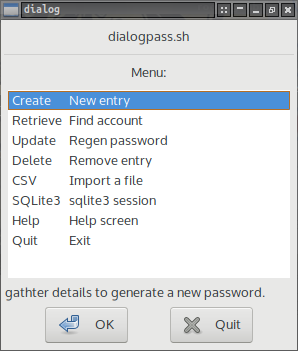 dialog
dialogpass.sh
Menu:
Create New entry
Retrieve Find account
Update Regen password
Delete Remove entry
CSV Import a file
SQLite3 sqlite3 session
Help Help screen
Quit Exit
gathter details to generate a new password.
OK Quit